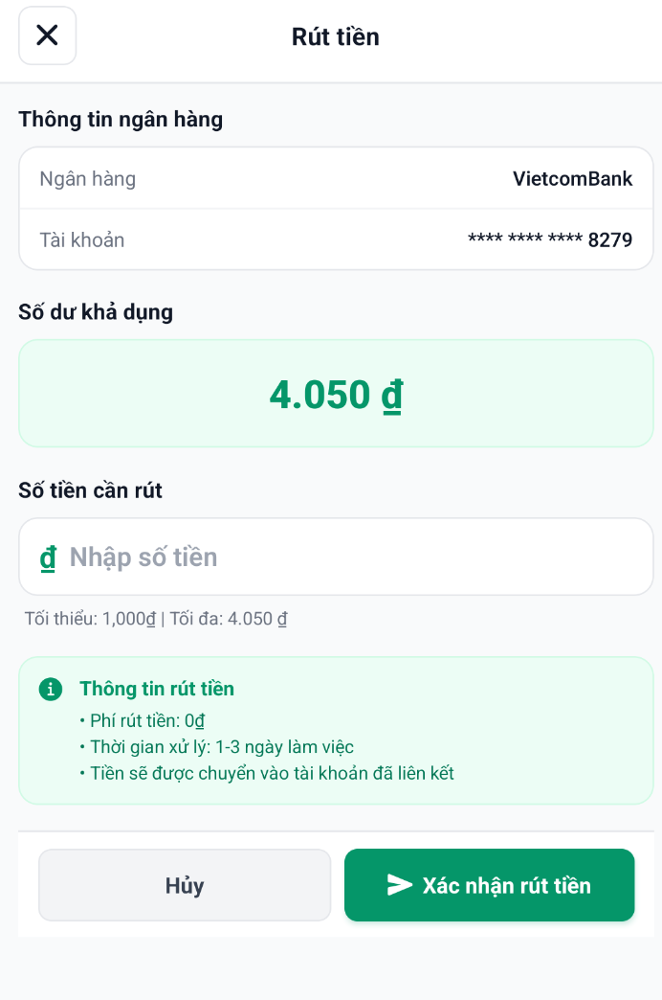 Rút tiền
Thông tin ngân hàng
Ngân hàng VietcomBank
Tài khoản **** **** **** 8279
Số dư khả dụng
4.050 ₫
Số tiền cần rút
₫ Nhập số tiền
Tối thiểu: 1,000₫ | Tối đa: 4.050 ₫
Thông tin rút tiền
• Phí rút tiền: 0₫
• Thời gian xử lý: 1-3 ngày làm việc
• Tiền sẽ được chuyển vào tài khoản đã liên kết
Hủy Xác nhận rút tiền